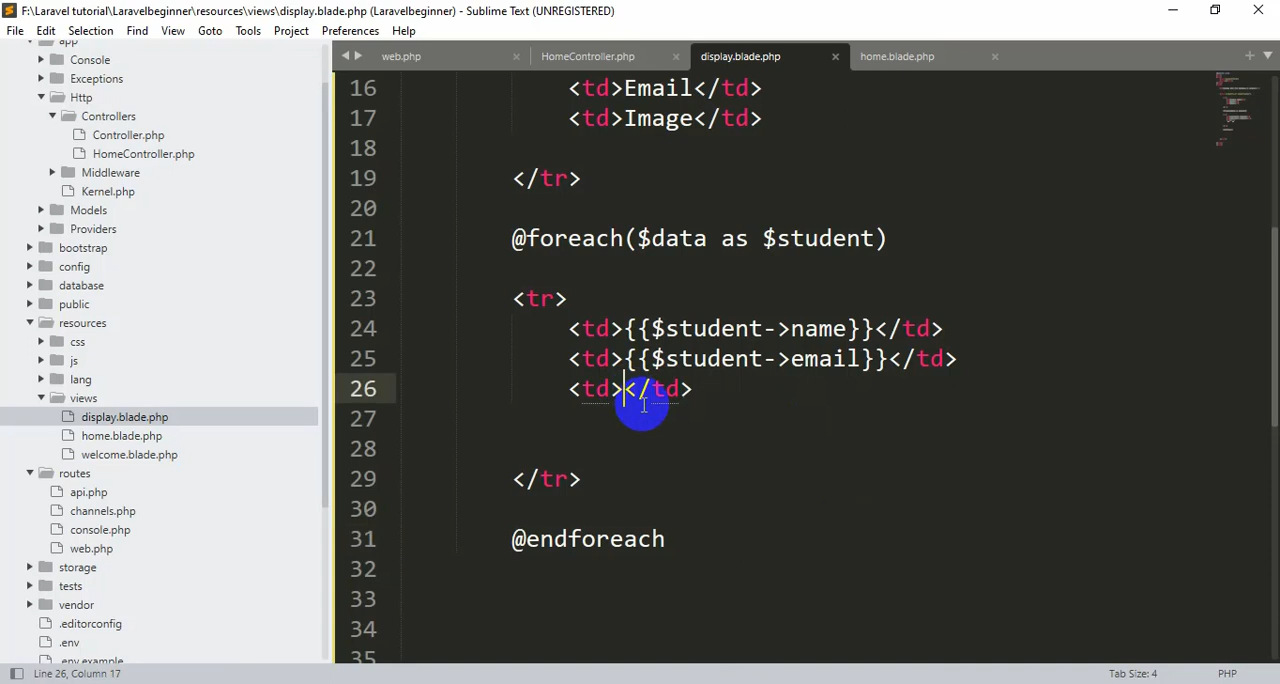 F:\Laravel tutorial\Laravelbeginner\resources\views\display.blade.php (Laravelbeginner) - Sublime Text (UNREGISTERED)
File Edit Selection Find View Goto Tools Project Preferences Help
app
Console
Exceptions
Http
Controllers
Controller.php
HomeController.php
Middleware
Kernel.php
Models
Providers
bootstrap
config
database
public
resources
css
js
lang
views
display.blade.php
home.blade.php
welcome.blade.php
routes
api.php
channels.php
console.php
web.php
storage
tests
vendor
.editorconfig
.env
.env.example
web.php HomeController.php display.blade.php home.blade.php
16 <td>Email</td>
17 <td>Image</td>
18
19 </tr>
20
21 @foreach($data as $student)
22
23 <tr>
24 <td>{{$student->name}}</td>
25 <td>{{$student->email}}</td>
26 <td></td>
27
28
29 </tr>
30
31 @endforeach
32
33
34
35
Line 26, Column 17 Tab Size: 4 PHP